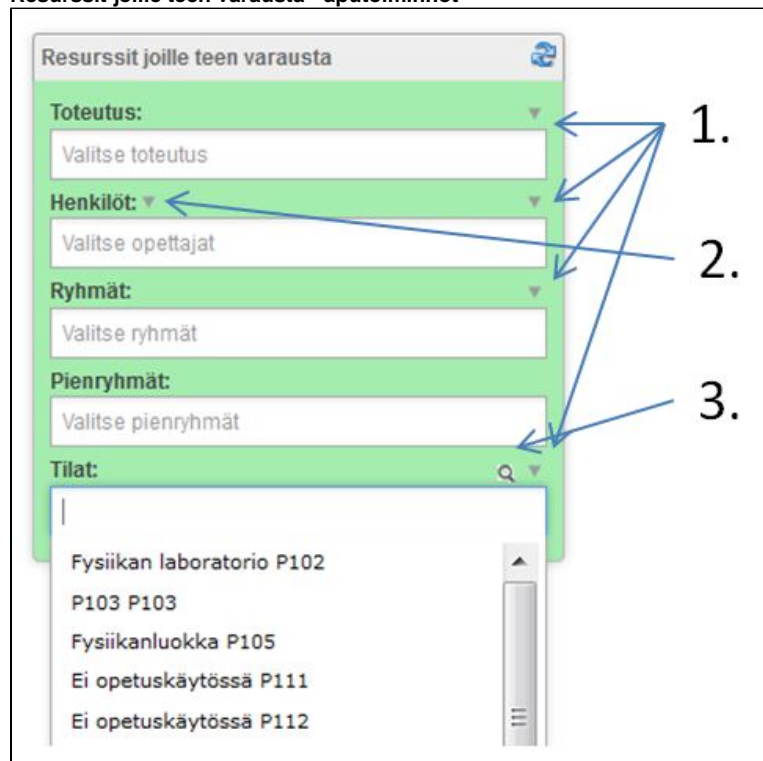 Resurssit joille teen varausta - aputoiminnot
Resurssit joille teen varausta
Toteutus:
1.
Valitse toteutus
Henkilöt:
Valitse opettajat
2.
Ryhmät:
Valitse ryhmät
Pienryhmät:
3.
Valitse pienryhmät
Tilat:
Fysiikan laboratorio P102
P103 P103
Fysiikanluokka P105
Ei opetuskäytössä P111
Ei opetuskäytössä P112